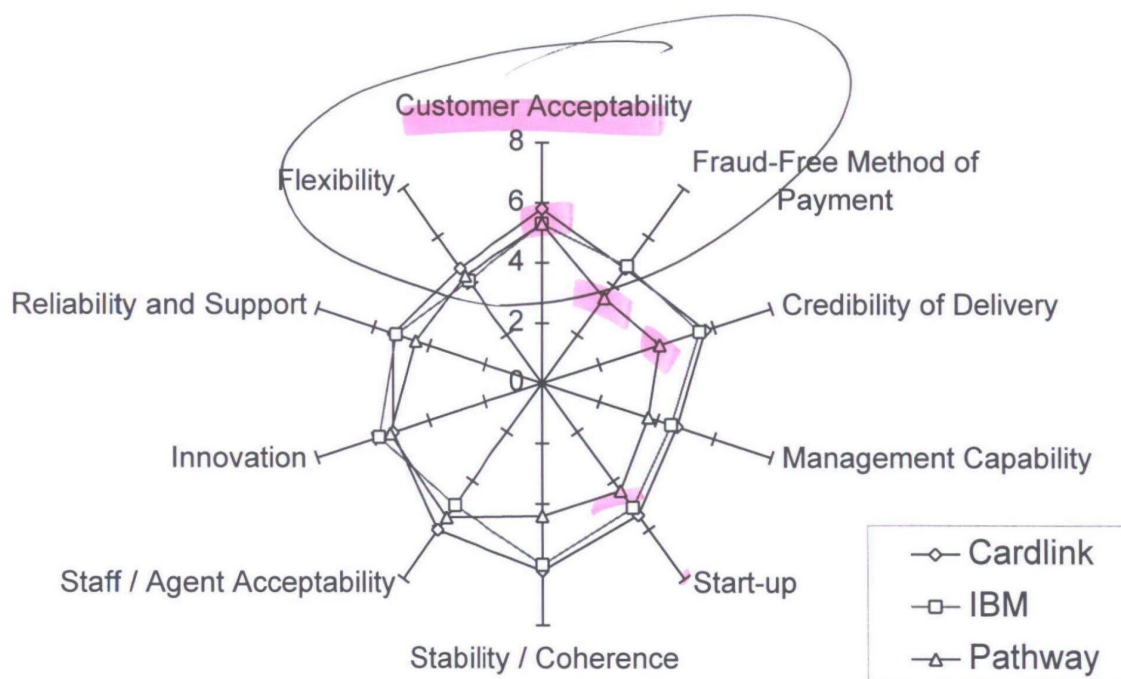 Customer Acceptability
8
Fraud-Free Method of
Payment
Flexibility
6
4
Reliability and Support
Credibility of Delivery
2
0
Innovation
Management Capability
Staff / Agent Acceptability
Start-up
Stability / Coherence
Cardlink
IBM
Pathway